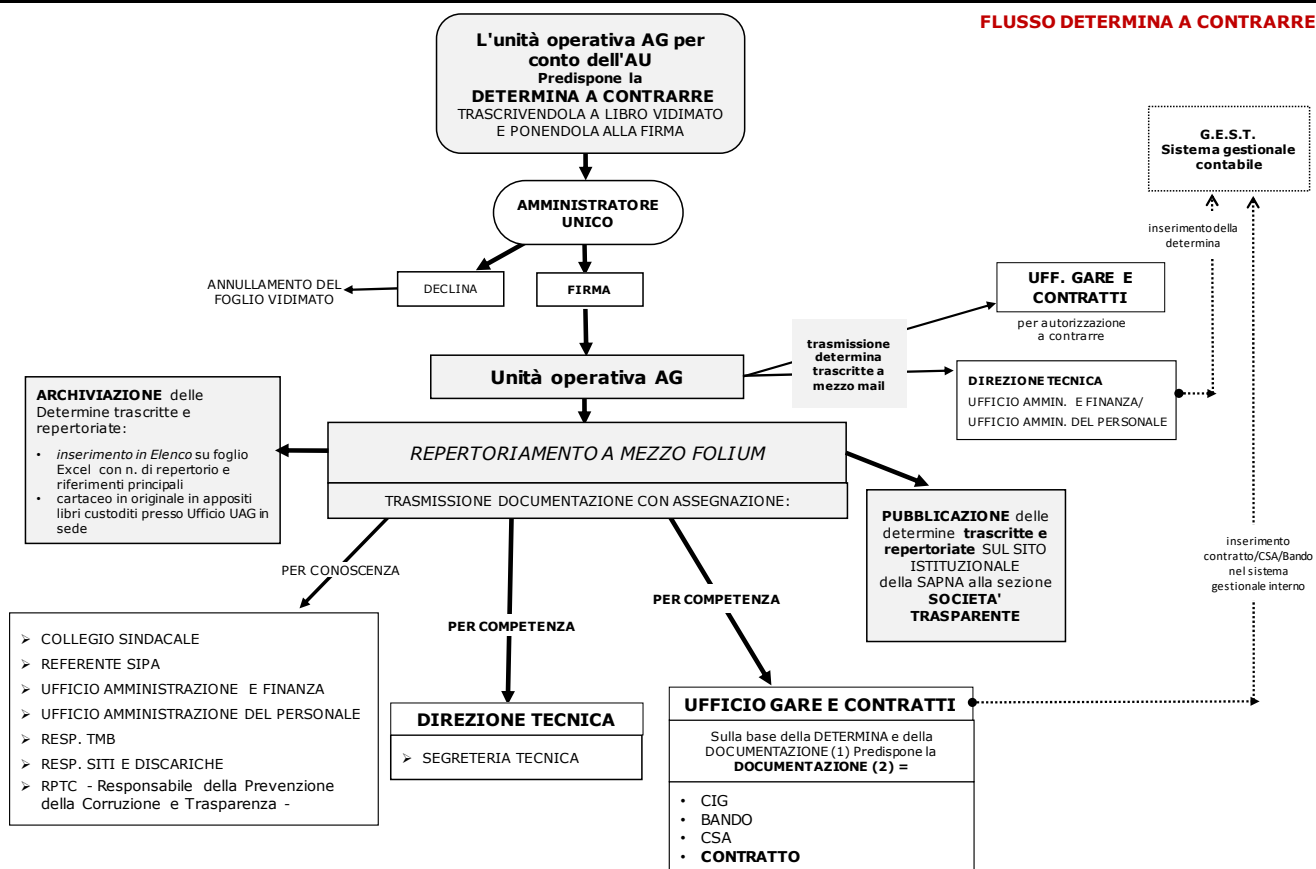 FLUSSO DETERMINA A CONTRARRE
L'unità operativa AG per
conto dell'AU
Predispone la
DETERMINA A CONTRARRE
TRASCRIVENDOLA A LIBRO VIDIMATO
E PONENDOLA ALLA FIRMA
G.E.S.T.
Sistema gestionale
contabile
AMMINISTRATORE
UNICO
inserimento della
determina
ANNULLAMENTO DEL
FOGLIO VIDIMATO
DECLINA
FIRMA
UFF. GARE E
CONTRATTI
per autorizzazione
a contrarre
trasmissione
determina
trascritte a
mezzo mail
Unità operativa AG
DIREZIONE TECNICA
UFFICIO AMMIN. E FINANZA/
UFFICIO AMMIN. DEL PERSONALE
ARCHIVIAZIONE delle
Determine trascritte e
repertoriate:
• inserimento in Elenco su foglio
Excel con n. di repertorio e
riferimenti principali
• cartaceo in originale in appositi
libri custoditi presso Ufficio UAG in
sede
REPERTORIAMENTO A MEZZO FOLIUM
TRASMISSIONE DOCUMENTAZIONE CON ASSEGNAZIONE:
PUBBLICAZIONE delle
determine trascritte e
repertoriate SUL SITO
ISTITUZIONALE
della SAPNA alla sezione
SOCIETA'
TRASPARENTE
inserimento
contratto/CSA/Bando
nel sistema
gestionale interno
PER CONOSCENZA
PER COMPETENZA
PER COMPETENZA
➢ COLLEGIO SINDACALE
➢ REFERENTE SIPA
➢ UFFICIO AMMINISTRAZIONE E FINANZA
➢ UFFICIO AMMINISTRAZIONE DEL PERSONALE
➢ RESP. TMB
➢ RESP. SITI E DISCARICHE
➢ RPTC - Responsabile della Prevenzione
della Corruzione e Trasparenza -
DIREZIONE TECNICA
➢ SEGRETERIA TECNICA
UFFICIO GARE E CONTRATTI
Sulla base della DETERMINA e della
DOCUMENTAZIONE (1) Predispone la
DOCUMENTAZIONE (2) =
• CIG
• BANDO
• CSA
• CONTRATTO